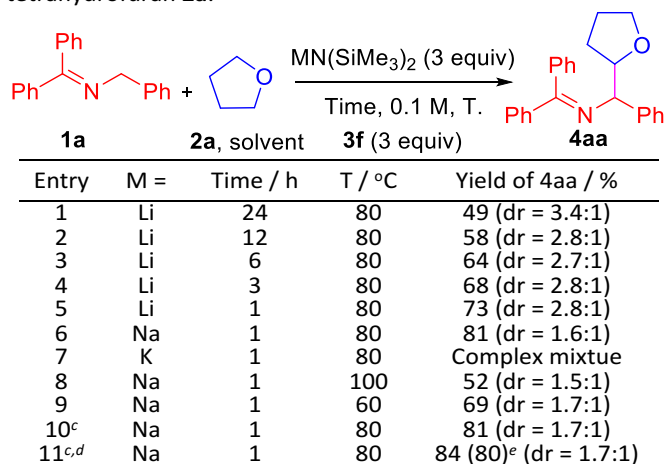 tetrahydrofuran 2a.
Ph
Ph N Ph
1a
+
O
2a, solvent
MN(SiMe3)2 (3 equiv)
Time, 0.1 M, T.
3f (3 equiv)
O
Ph
Ph N Ph
4aa
Entry M = Time / h T / oC Yield of 4aa / %
1 Li 24 80 49 (dr = 3.4:1)
2 Li 12 80 58 (dr = 2.8:1)
3 Li 6 80 64 (dr = 2.7:1)
4 Li 3 80 68 (dr = 2.8:1)
5 Li 1 80 73 (dr = 2.8:1)
6 Na 1 80 81 (dr = 1.6:1)
7 K 1 80 Complex mixtue
8 Na 1 100 52 (dr = 1.5:1)
9 Na 1 60 69 (dr = 1.7:1)
10c Na 1 80 81 (dr = 1.7:1)
11c,d Na 1 80 84 (80)e (dr = 1.7:1)